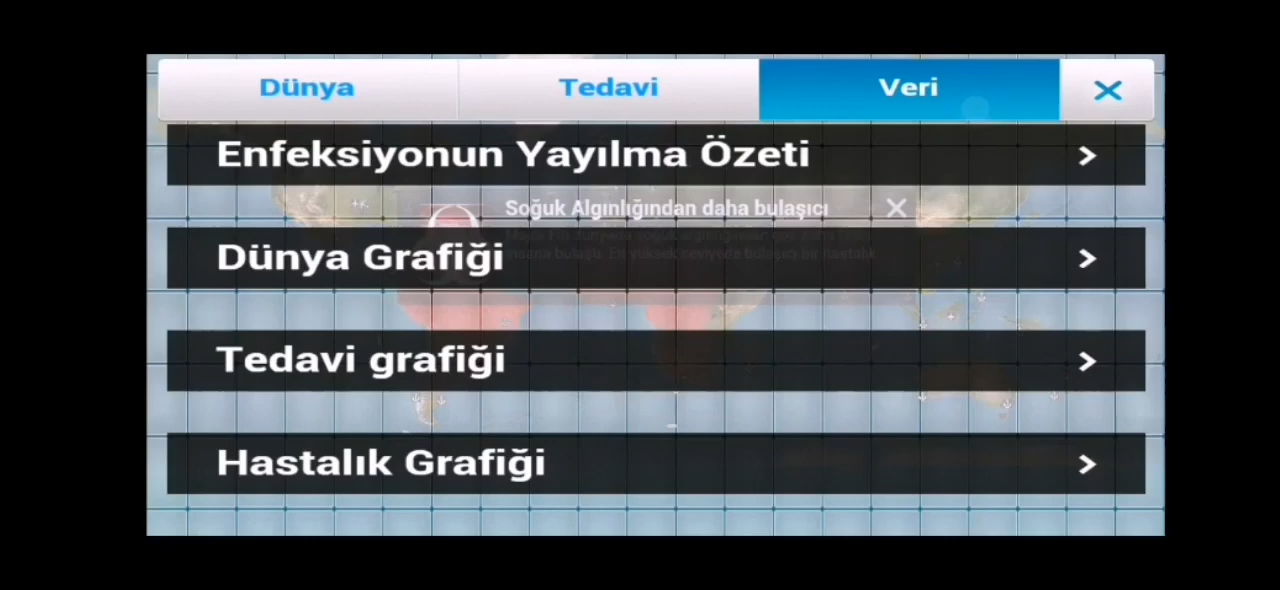 Dünya
Tedavi
Veri
Enfeksiyonun Yayılma Özeti
Soğuk Algınlığından daha bulaşıcı
Dünya Grafiği
Tedavi grafiği
Hastalık Grafiği